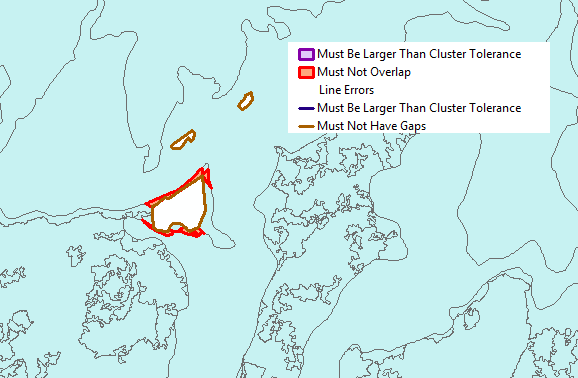 Must Be Larger Than Cluster Tolerance
Must Not Overlap
Line Errors
Must Be Larger Than Cluster Tolerance
Must Not Have Gaps